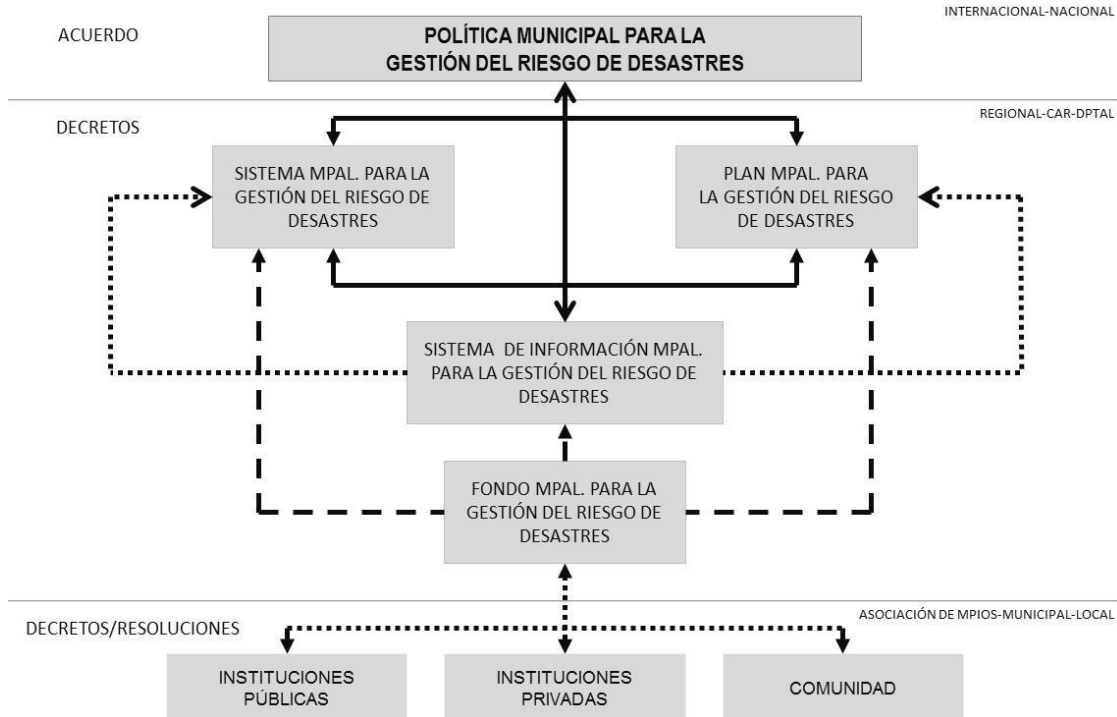 INTERNACIONAL-NACIONAL
ACUERDO
POLÍTICA MUNICIPAL PARA LA
GESTIÓN DEL RIESGO DE DESASTRES
REGIONAL-CAR-DPTAL
DECRETOS
SISTEMA MPAL. PARA LA
GESTIÓN DEL RIESGO DE
DESASTRES
PLAN MPAL. PARA
LA GESTIÓN DEL RIESGO
DE DESASTRES
SISTEMA DE INFORMACIÓN MPAL.
PARA LA GESTIÓN DEL RIESGO DE
DESASTRES
FONDO MPAL. PARA LA
GESTIÓN DEL RIESGO DE
DESASTRES
ASOCIACIÓN DE MPIOS-MUNICIPAL-LOCAL
DECRETOS/RESOLUCIONES
INSTITUCIONES
PÚBLICAS
INSTITUCIONES
PRIVADAS
COMUNIDAD